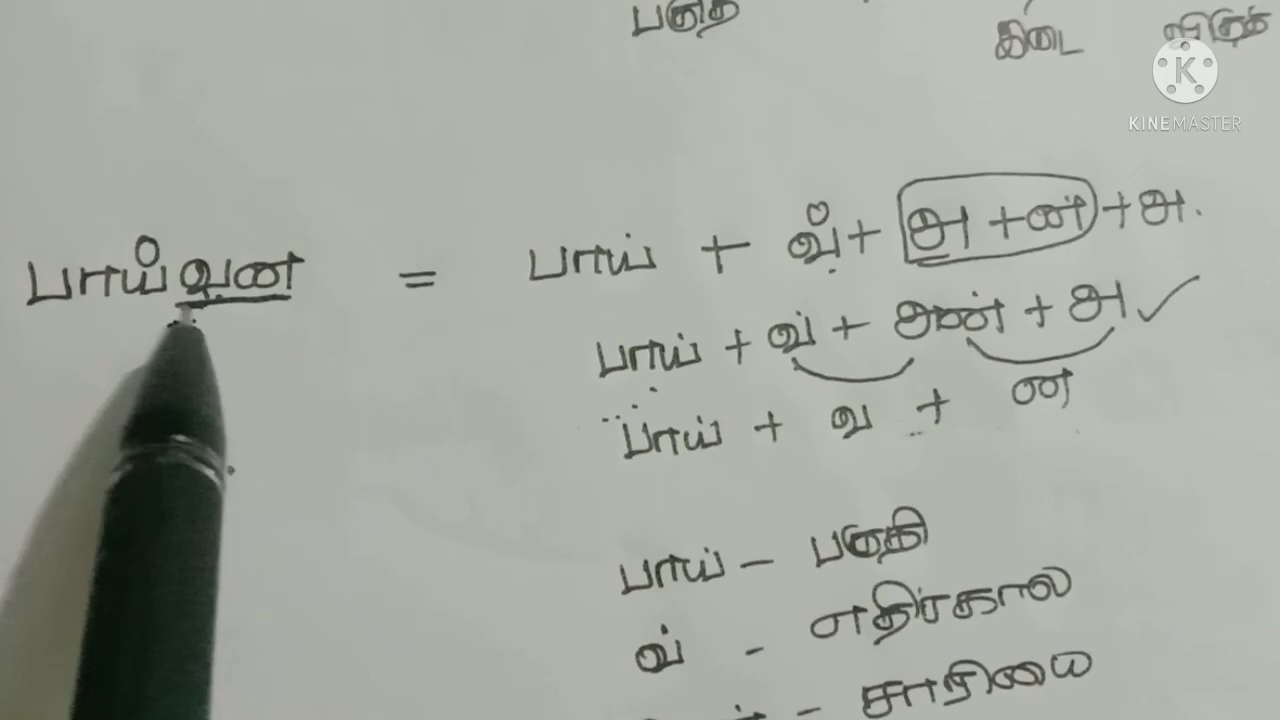 பகுதி இடை விகுதி
KINEMASTER
பாய்வன = பாய் + வ் + அ + ன் + அ.
பாய் + வ் + அன் + அ ✓
பாய் + வ + ன
பாய் – பகுதி
வ் - எதிர்கால
- சாரியை